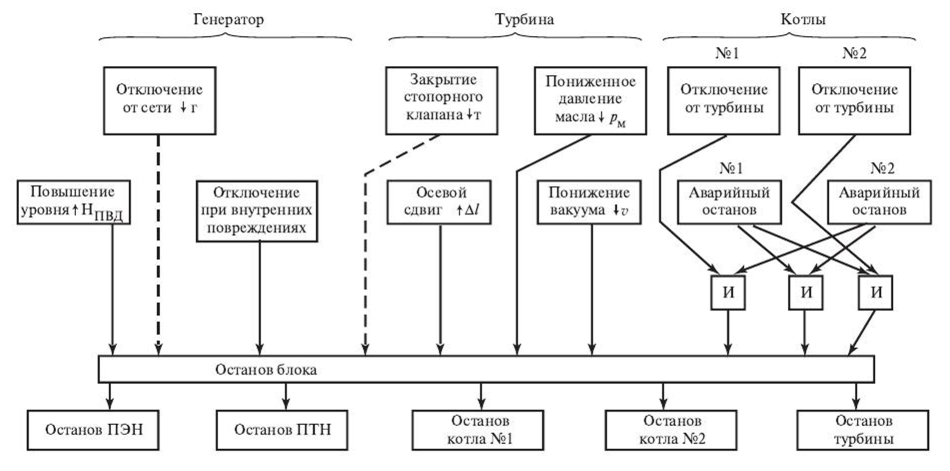 Генератор
Турбина
Котлы
№1
№2
Отключение
от сети ↓ г
Закрытие
стопорного
клапана ↓т
Пониженное
давление
масла ↓ pм
Отключение
от турбины
Отключение
от турбины
№1
№2
Повышение
уровня ↑ НПВД
Отключение
при внутренних
повреждениях
Осевой
сдвиг ↑Δl
Понижение
вакуума ↓v
Аварийный
останов
Аварийный
останов
И
И
И
Останов блока
Останов ПЭН
Останов ПТН
Останов
котла №1
Останов
котла №2
Останов
турбины